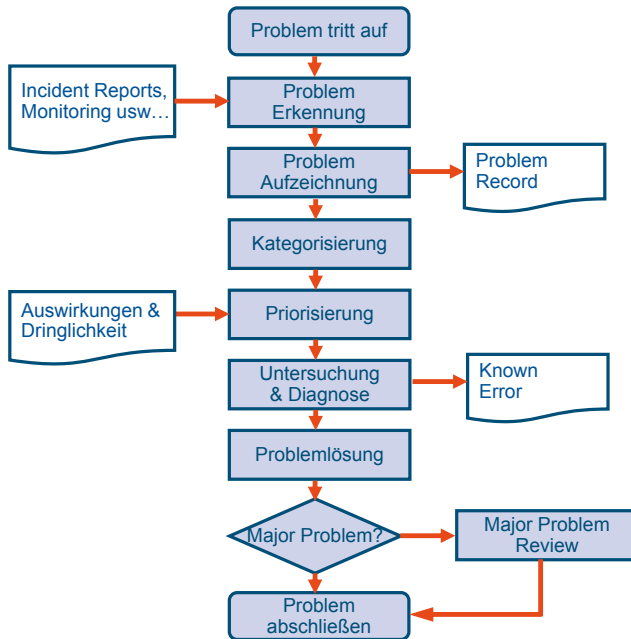 Problem tritt auf
Incident Reports,
Monitoring usw...
Problem
Erkennung
Problem
Aufzeichnung
Problem
Record
Kategorisierung
Auswirkungen &
Dringlichkeit
Priorisierung
Untersuchung
& Diagnose
Known
Error
Problemlösung
Major Problem?
Major Problem
Review
Problem
abschließen